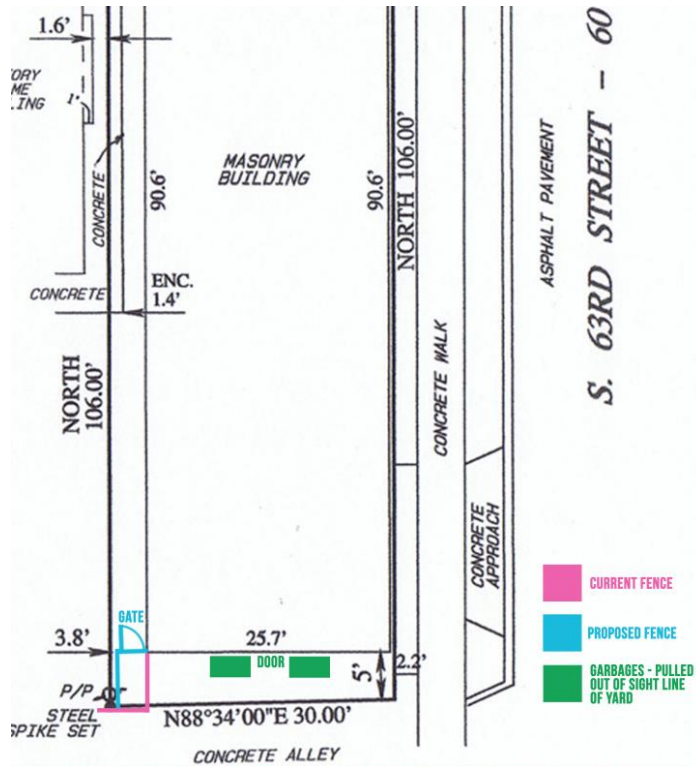 1.6'
ORY
ME
LING
1'
CONCRETE
90.6'
MASONRY
BUILDING
90.6'
NORTH 106.00'
ASPHALT PAVEMENT
S. 63RD STREET - 60
CONCRETE
ENC.
1.4'
NORTH
106.00'
CONCRETE WALK
CONCRETE
APPROACH
CURRENT FENCE
PROPOSED FENCE
GARBAGES - PULLED
OUT OF SIGHT LINE
OF YARD
GATE
3.8'
25.7'
DOOR
5'
2.2'
P/P
STEEL
SPIKE SET
N88°34'00"E 30.00'
CONCRETE ALLEY